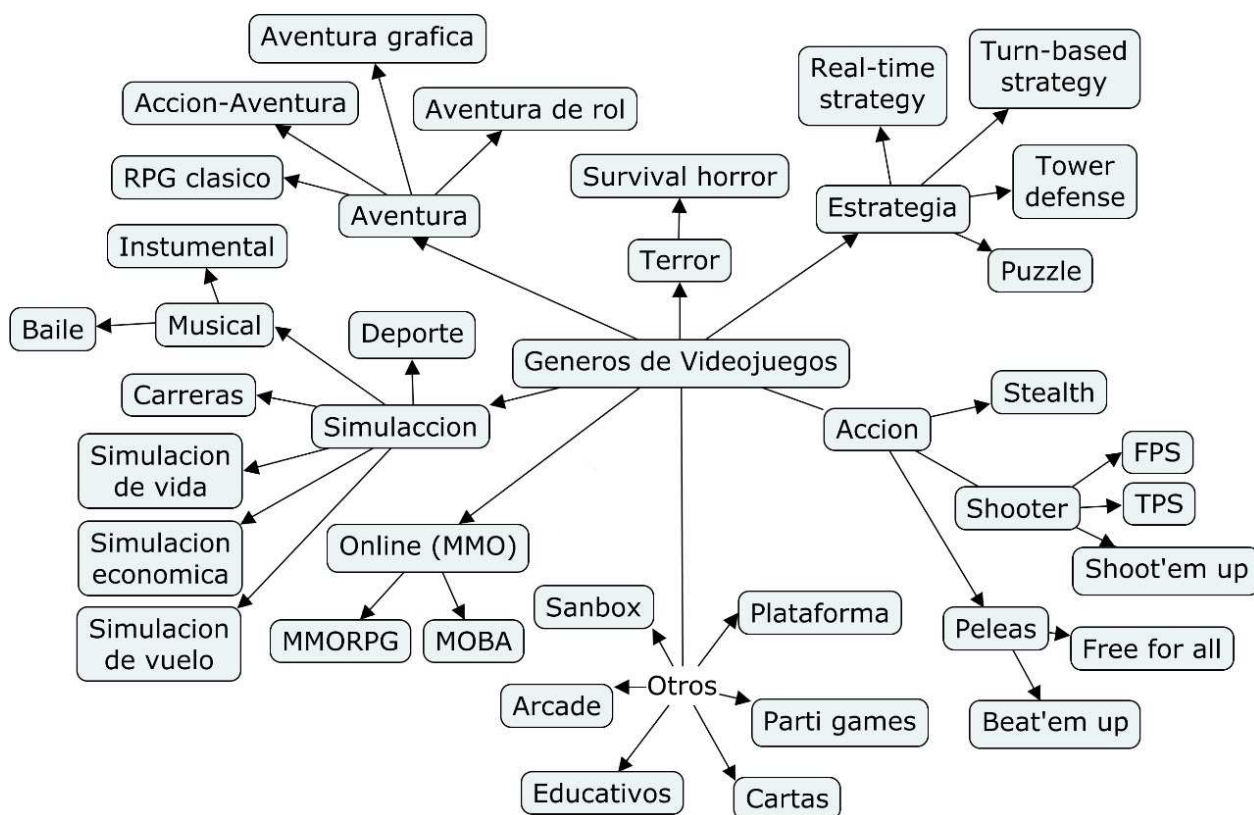 Aventura grafica
Turn-based
strategy
Real-time
strategy
Accion-Aventura
Aventura de rol
RPG clasico
Survival horror
Tower
defense
Aventura
Estrategia
Instumental
Terror
Puzzle
Baile
Musical
Deporte
Generos de Videojuegos
Carreras
Stealth
Simulaccion
Accion
Simulacion
de vida
FPS
Shooter
TPS
Simulacion
economica
Online (MMO)
Shoot'em up
Sanbox
Plataforma
Simulacion
de vuelo
MMORPG
MOBA
Peleas
Free for all
Otros
Arcade
Parti games
Beat'em up
Educativos
Cartas